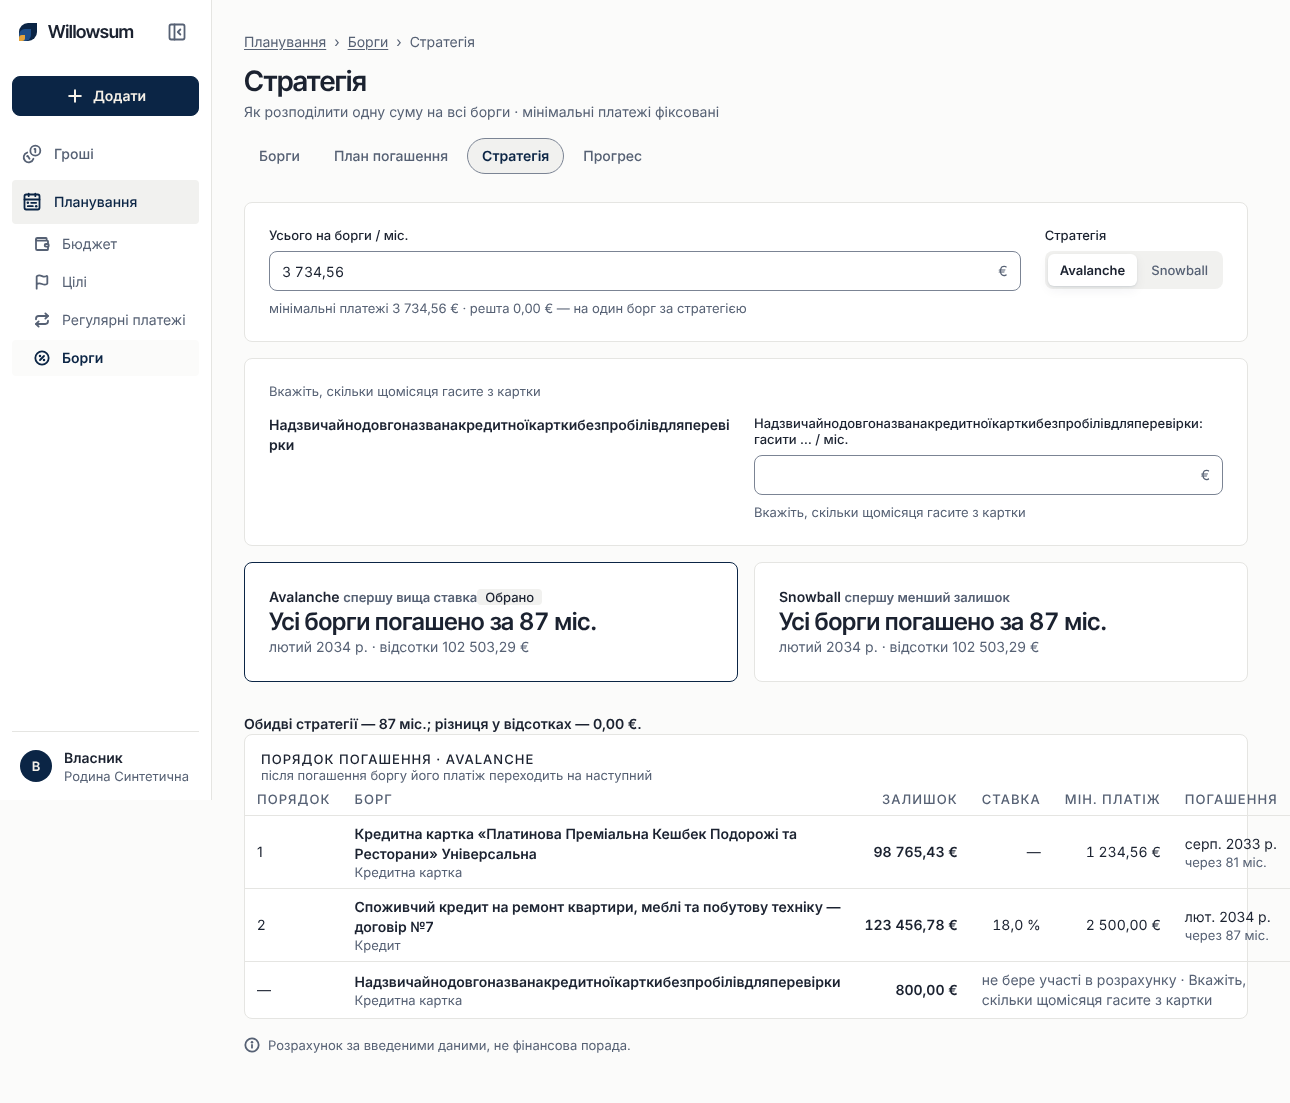 Willowsum
Додати
Гроші
Планування
Бюджет
Цілі
Регулярні платежі
Борги
В
Власник
Родина Синтетична
Планування › Борги › Стратегія
Стратегія
Як розподілити одну суму на всі борги · мінімальні платежі фіксовані
Борги План погашення Стратегія Прогрес
Усього на борги / міс.
3 734,56 €
мінімальні платежі 3 734,56 € · решта 0,00 € — на один борг за стратегією
Стратегія
Avalanche Snowball
Вкажіть, скільки щомісяця гасите з картки
Надзвичайнодовгоназванакредитноїкарткибезпробілівдляпереві
рки
Надзвичайнодовгоназванакредитноїкарткибезпробілівдляперевірки:
гасити ... / міс.
€
Вкажіть, скільки щомісяця гасите з картки
Avalanche спершу вища ставка Обрано
Усі борги погашено за 87 міс.
лютий 2034 р. · відсотки 102 503,29 €
Snowball спершу менший залишок
Усі борги погашено за 87 міс.
лютий 2034 р. · відсотки 102 503,29 €
Обидві стратегії — 87 міс.; різниця у відсотках — 0,00 €.
ПОРЯДОК ПОГАШЕННЯ · AVALANCHE
після погашення боргу його платіж переходить на наступний
ПОРЯДОК БОРГ ЗАЛИШОК СТАВКА МІН. ПЛАТІЖ ПОГАШЕННЯ
1 Кредитна картка «Платинова Преміальна Кешбек Подорожі та
Ресторани» Універсальна
Кредитна картка
98 765,43 € — 1 234,56 € серп. 2033 р.
через 81 міс.
2 Споживчий кредит на ремонт квартири, меблі та побутову техніку —
договір №7
Кредит
123 456,78 € 18,0 % 2 500,00 € лют. 2034 р.
через 87 міс.
— Надзвичайнодовгоназванакредитноїкарткибезпробілівдляперевірки
Кредитна картка
800,00 € не бере участі в розрахунку · Вкажіть,
скільки щомісяця гасите з картки
Розрахунок за введеними даними, не фінансова порада.